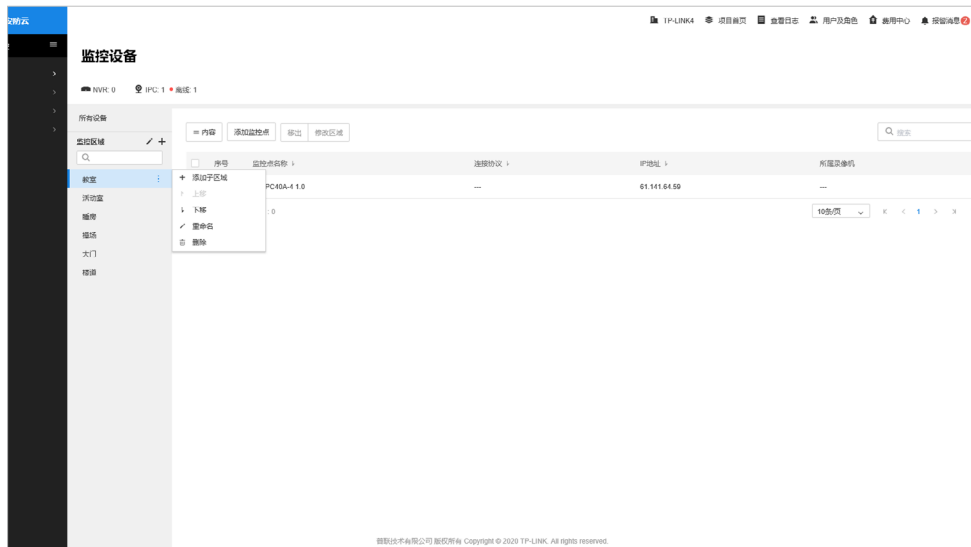 安防云
TP-LINK4 项目首页 查看日志 用户及角色 费用中心 报警消息 2
监控设备
NVR: 0 IPC: 1 离线: 1
所有设备
监控区域
教室
活动室
睡房
操场
大门
楼道
内容 添加监控点 移出 修改区域 搜索
序号 监控点名称 连接协议 IP地址 所属录像机
PC40A-4 1.0 --- 61.141.64.59 ---
: 0 10条/页 1
添加子区域
上移
下移
重命名
删除
普联技术有限公司 版权所有 Copyright © 2020 TP-LINK. All rights reserved.